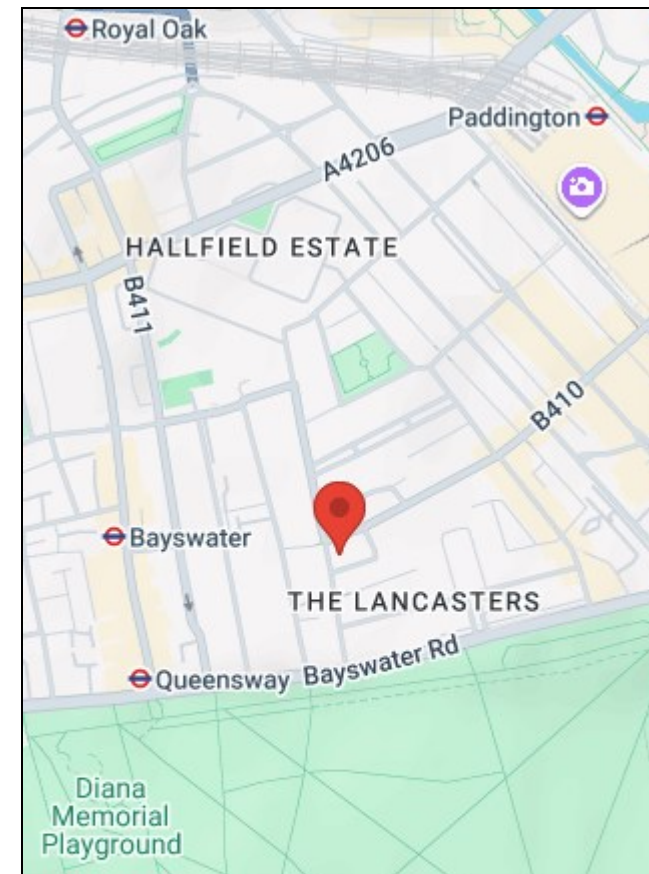 Royal Oak
Paddington
A4206
HALLFIELD ESTATE
B411
B410
Bayswater
THE LANCASTERS
Bayswater Rd
Queensway
Diana
Memorial
Playground